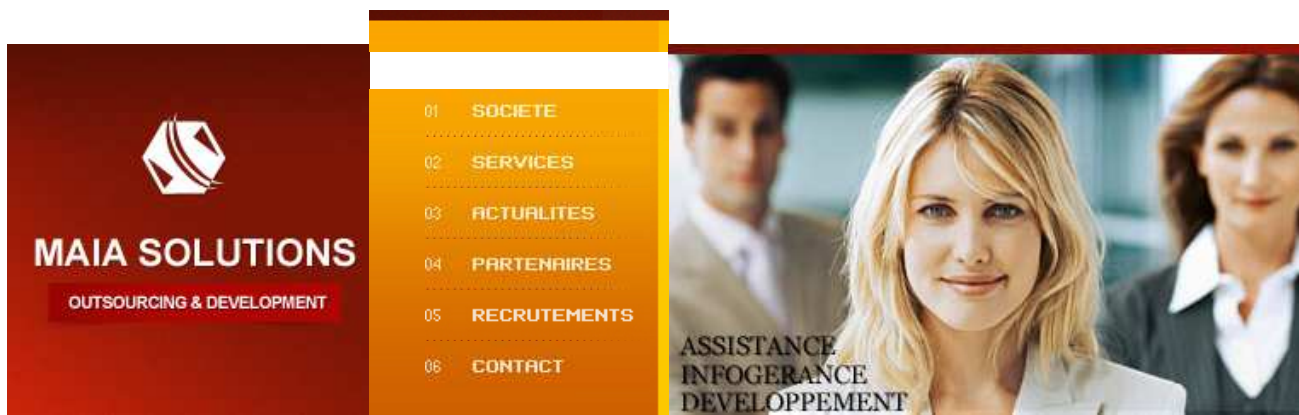 MAIA SOLUTIONS
OUTSOURCING & DEVELOPMENT
01 SOCIETE
02 SERVICES
03 ACTUALITES
04 PARTENAIRES
05 RECRUTEMENTS
06 CONTACT
ASSISTANCE
INFOGERANCE
DEVELOPPEMENT